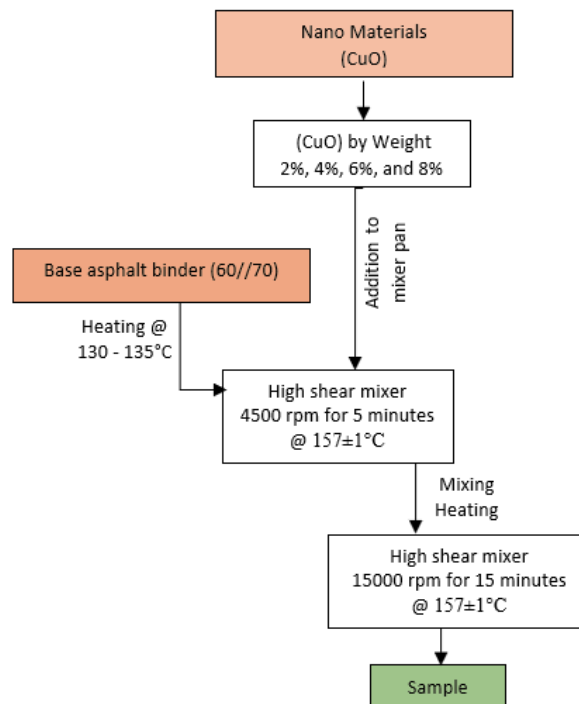 Nano Materials
(CuO)
(CuO) by Weight
2%, 4%, 6%, and 8%
Addition to
mixer pan
Base asphalt binder (60//70)
Heating @
130 - 135°C
High shear mixer
4500 rpm for 5 minutes
@ 157±1°C
Mixing
Heating
High shear mixer
15000 rpm for 15 minutes
@ 157±1°C
Sample